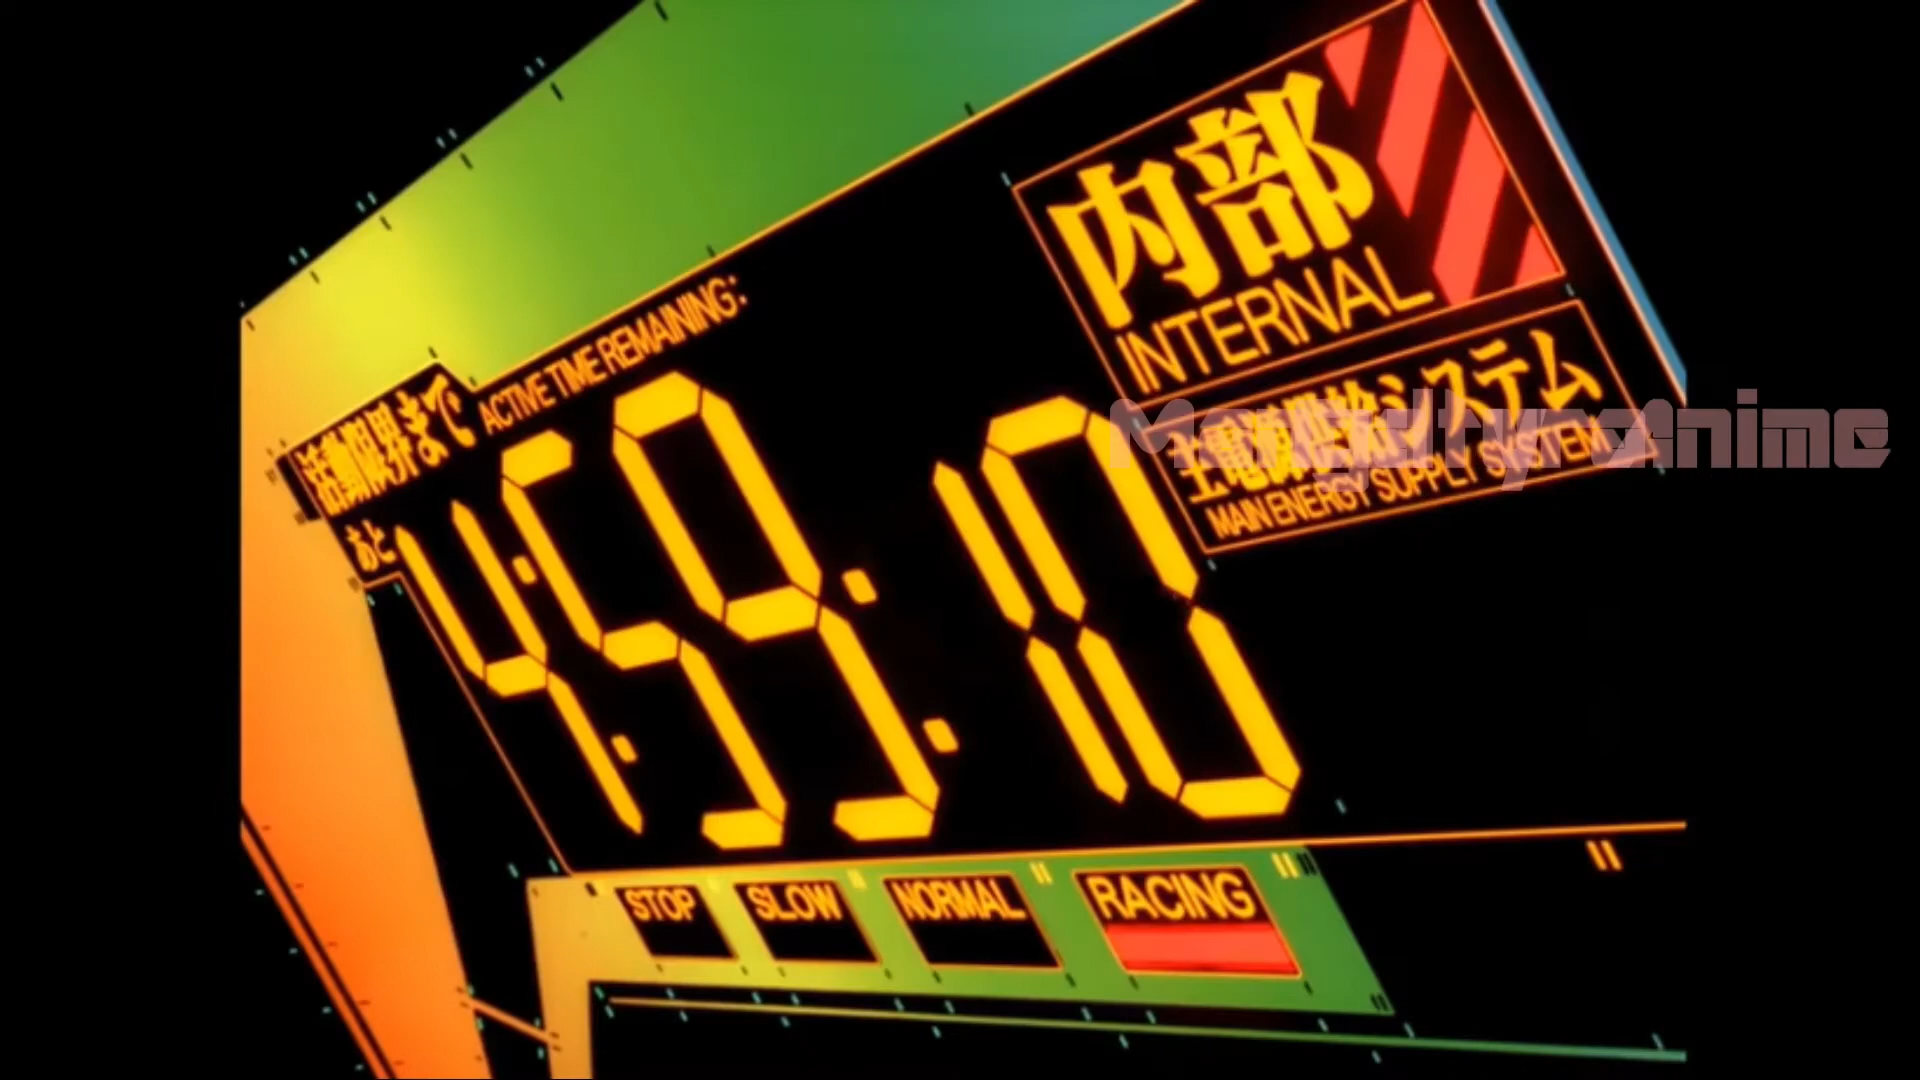 内部
INTERNAL
主電源供給システム
MAIN ENERGY SUPPLY SYSTEM
活動限界まで
ACTIVE TIME REMAINING:
あと
4:59:10
STOP
SLOW
NORMAL
RACING